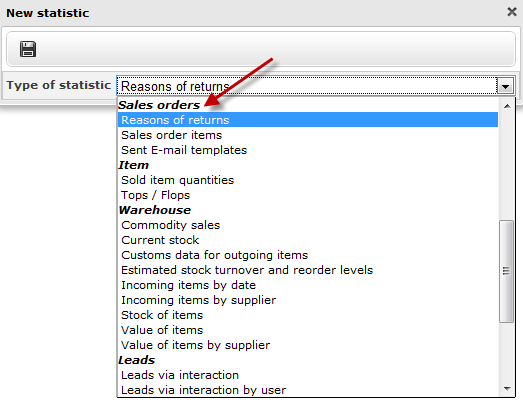 New statistic
Type of statistic Reasons of returns
Sales orders
Reasons of returns
Sales order items
Sent E-mail templates
Item
Sold item quantities
Tops / Flops
Warehouse
Commodity sales
Current stock
Customs data for outgoing items
Estimated stock turnover and reorder levels
Incoming items by date
Incoming items by supplier
Stock of items
Value of items
Value of items by supplier
Leads
Leads via interaction
Leads via interaction by user